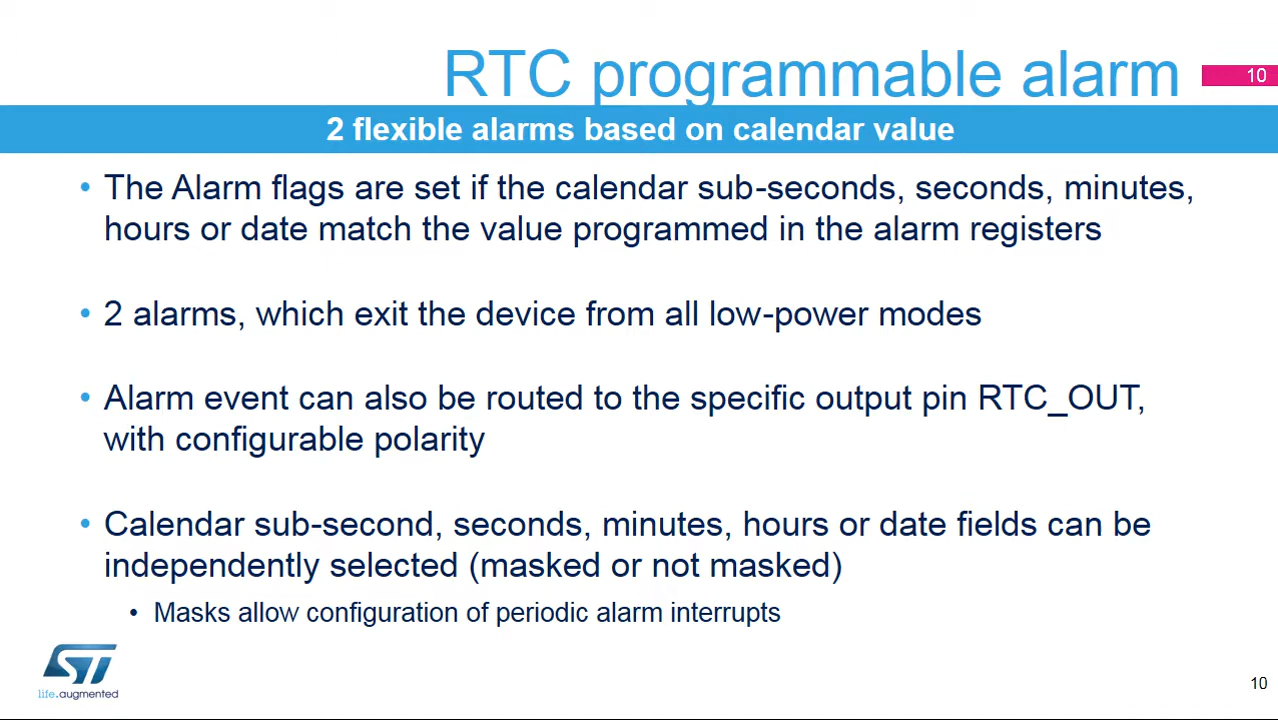 RTC programmable alarm
10
2 flexible alarms based on calendar value
• The Alarm flags are set if the calendar sub-seconds, seconds, minutes,
hours or date match the value programmed in the alarm registers
• 2 alarms, which exit the device from all low-power modes
• Alarm event can also be routed to the specific output pin RTC_OUT,
with configurable polarity
• Calendar sub-second, seconds, minutes, hours or date fields can be
independently selected (masked or not masked)
• Masks allow configuration of periodic alarm interrupts
ST
life.augmented
10